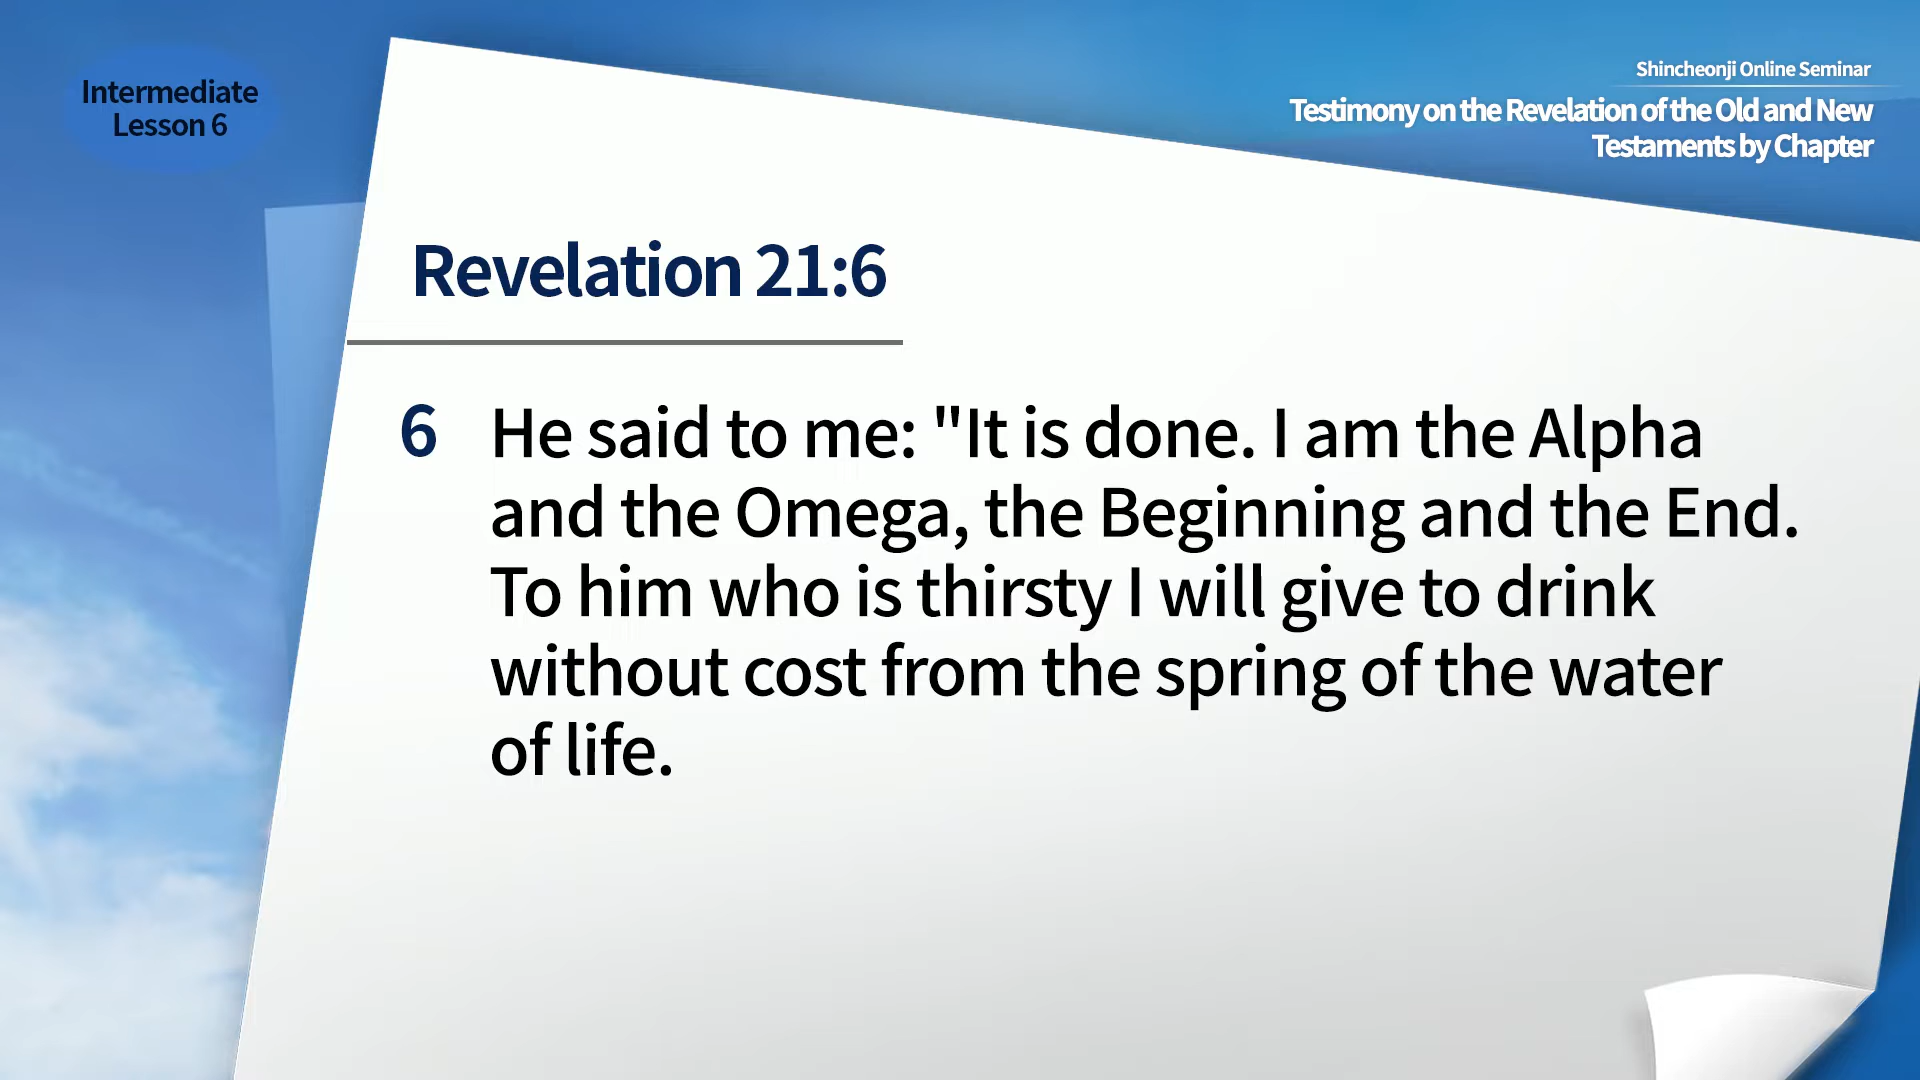 Intermediate
Lesson 6
Shincheonji Online Seminar
Testimony on the Revelation of the Old and New
Testaments by Chapter
Revelation 21:6
6 He said to me: "It is done. I am the Alpha
and the Omega, the Beginning and the End.
To him who is thirsty I will give to drink
without cost from the spring of the water
of life.